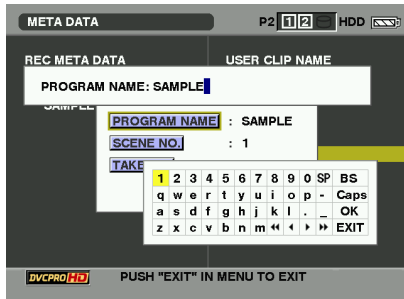 META DATA P2 1 2 HDD
REC META DATA USER CLIP NAME
PROGRAM NAME: SAMPLE
SAMPLE
PROGRAM NAME : SAMPLE
SCENE NO. : 1
TAKE
1 2 3 4 5 6 7 8 9 0 SP BS
q w e r t y u i o p - Caps
a s d f g h j k l . _ OK
z x c v b n m EXIT
DVCPRO HD PUSH "EXIT" IN MENU TO EXIT